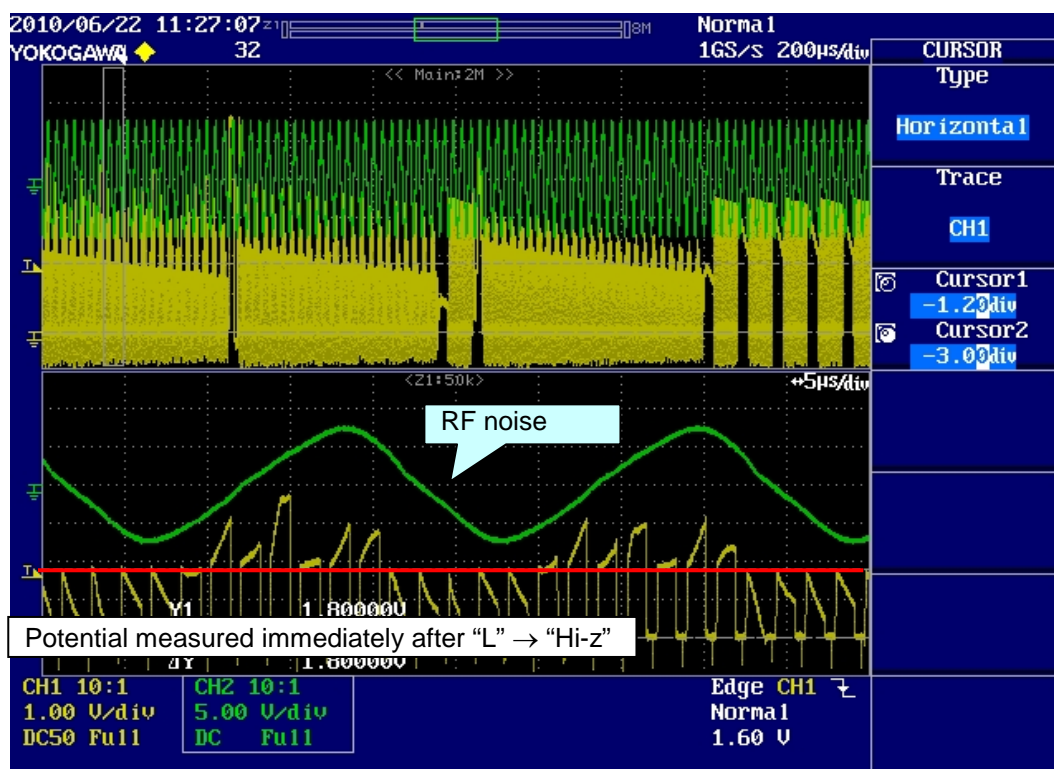 2010/06/22 11:27:07
Z1
8M
Normal
YOKOGAWA
32
1GS/s 200µs/div
CURSOR
<< Main:2M >>
Type
Horizontal
Trace
CH1
Cursor1
-1.20div
Cursor2
-3.00div
<Z1:50k>
↔5µs/div
RF noise
T
T
Y1 1.80000V
Potential measured immediately after “L” → “Hi-z”
ΔY 1.80000V
CH1 10:1
1.00 V/div
DC50 Full
CH2 10:1
5.00 V/div
DC Full
Edge CH1
Normal
1.60 V